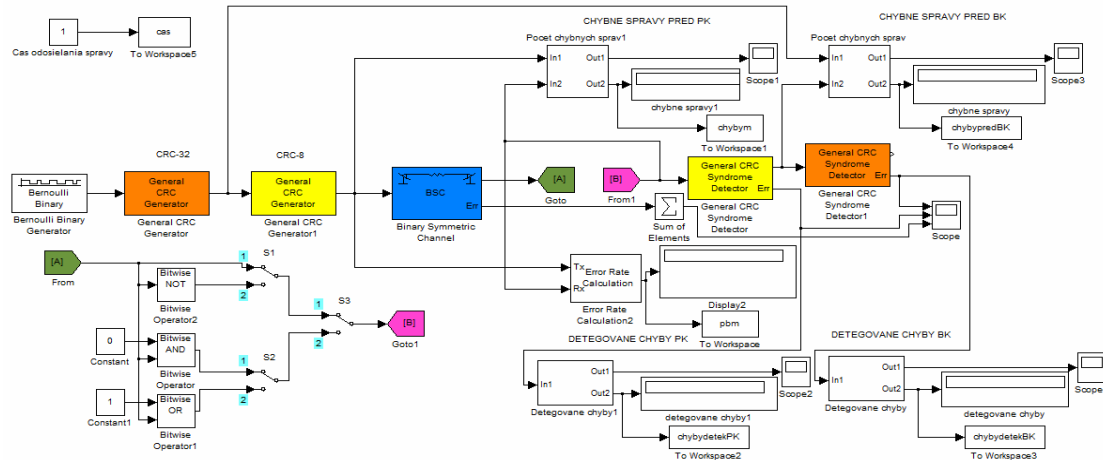 CHYBNE SPRAVY PRED PK
CHYBNE SPRAVY PRED BK
1
Cas odosielania spravy
cas
To Workspace5
Pocet chybnych sprav1
In1
In2
Out1
Out2
Scope1
chybne spravy1
chybym
To Workspace1
Pocet chybnych sprav
In1
In2
Out1
Out2
Scope3
chybne spravy
chybypredBK
To Workspace4
Bernoulli
Binary
Bernoulli Binary
Generator
CRC-32
General
CRC
Generator
General CRC
Generator
CRC-8
General
CRC
Generator
General CRC
Generator1
BSC
Err
Binary Symmetric
Channel
[A]
Goto
[B]
From1
General CRC
Syndrome
Detector
Err
General CRC
Syndrome
Detector
General CRC
Syndrome
Detector
Err
General CRC
Syndrome
Detector1
Sum of
Elements
Scope
[A]
From
Bitwise
NOT
Bitwise
Operator2
1
2
S1
0
Constant
Bitwise
AND
Bitwise
Operator
1
Constant1
Bitwise
OR
Bitwise
Operator1
1
2
S2
1
2
S3
[B]
Goto1
Tx
Rx
Error Rate
Calculation
Error Rate
Calculation2
Display2
pbm
To Workspace
DETEGOVANE CHYBY PK
In1
Out1
Out2
Detegovane chyby1
Scope2
detegovane chyby1
chybydetekPK
To Workspace2
DETEGOVANE CHYBY BK
In1
Out1
Out2
Detegovane chyby
Scope
detegovane chyby
chybydetekBK
To Workspace3